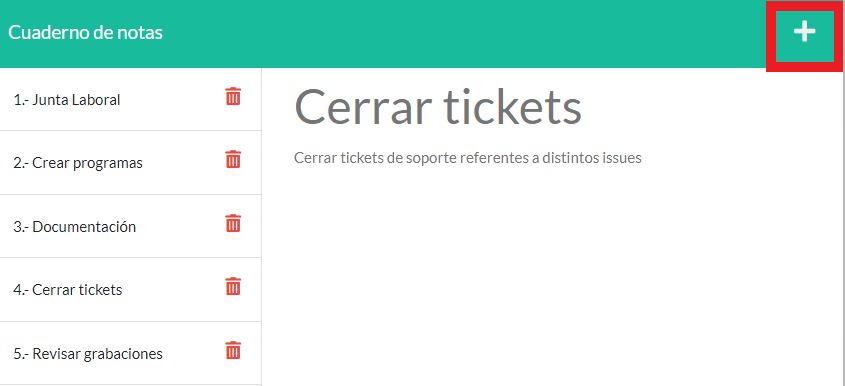 Cuaderno de notas
1.- Junta Laboral
2.- Crear programas
3.- Documentación
4.- Cerrar tickets
5.- Revisar grabaciones
Cerrar tickets
Cerrar tickets de soporte referentes a distintos issues